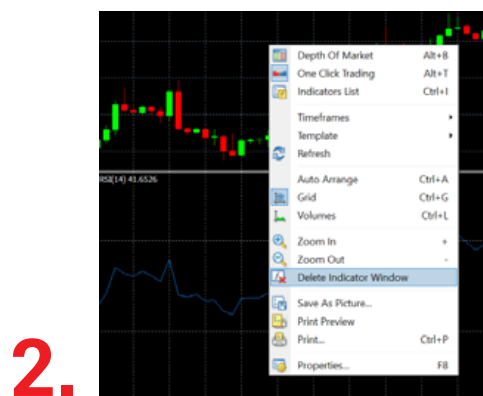 Depth Of Market Alt+B
One Click Trading Alt+T
Indicators List Ctrl+I
Timeframes
Template
Refresh
RSI(14) 41.6526
Auto Arrange Ctrl+A
Grid Ctrl+G
Volumes Ctrl+L
Zoom In +
Zoom Out -
Delete Indicator Window
Save As Picture...
Print Preview
Print... Ctrl+P
Properties... F8
2.